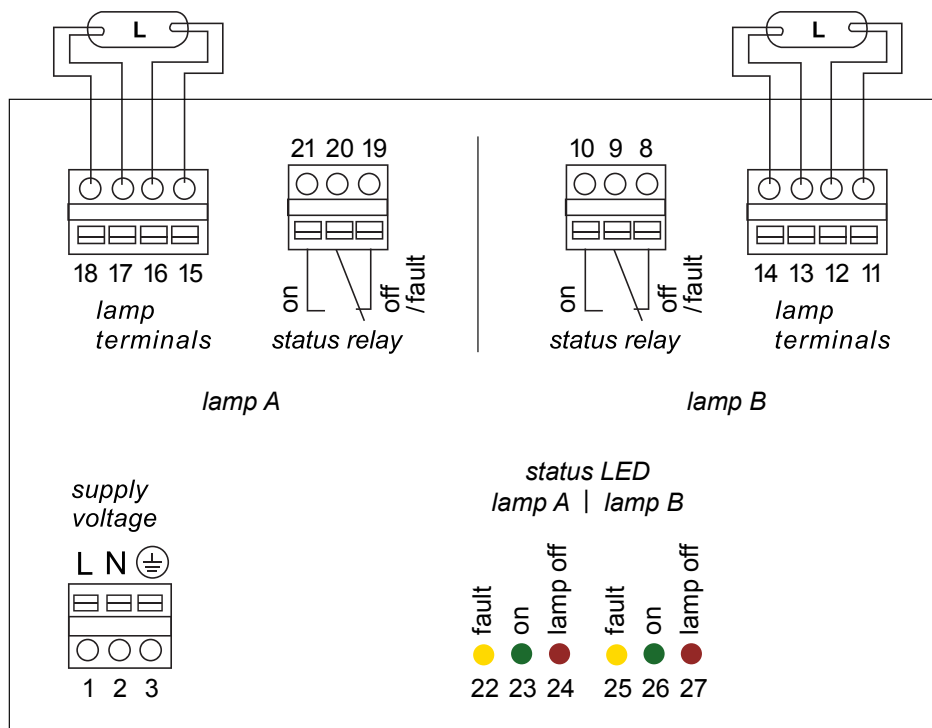 L
L
21 20 19
10 9 8
18 17 16 15
on
off
/fault
on
off
/fault
14 13 12 11
lamp
terminals
status relay
status relay
lamp
terminals
lamp A
lamp B
supply
voltage
L N
1 2 3
status LED
lamp A | lamp B
fault
on
lamp off
fault
on
lamp off
22 23 24 25 26 27